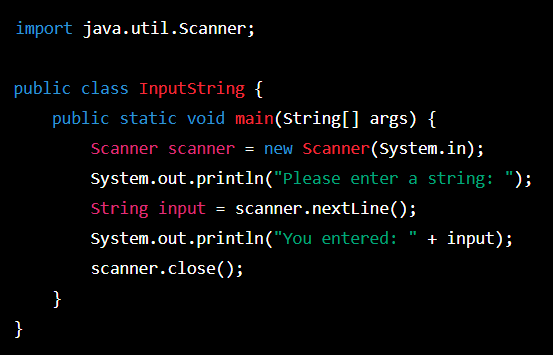 import java.util.Scanner;
public class InputString {
    public static void main(String[] args) {
        Scanner scanner = new Scanner(System.in);
        System.out.println("Please enter a string: ");
        String input = scanner.nextLine();
        System.out.println("You entered: " + input);
        scanner.close();
    }
}